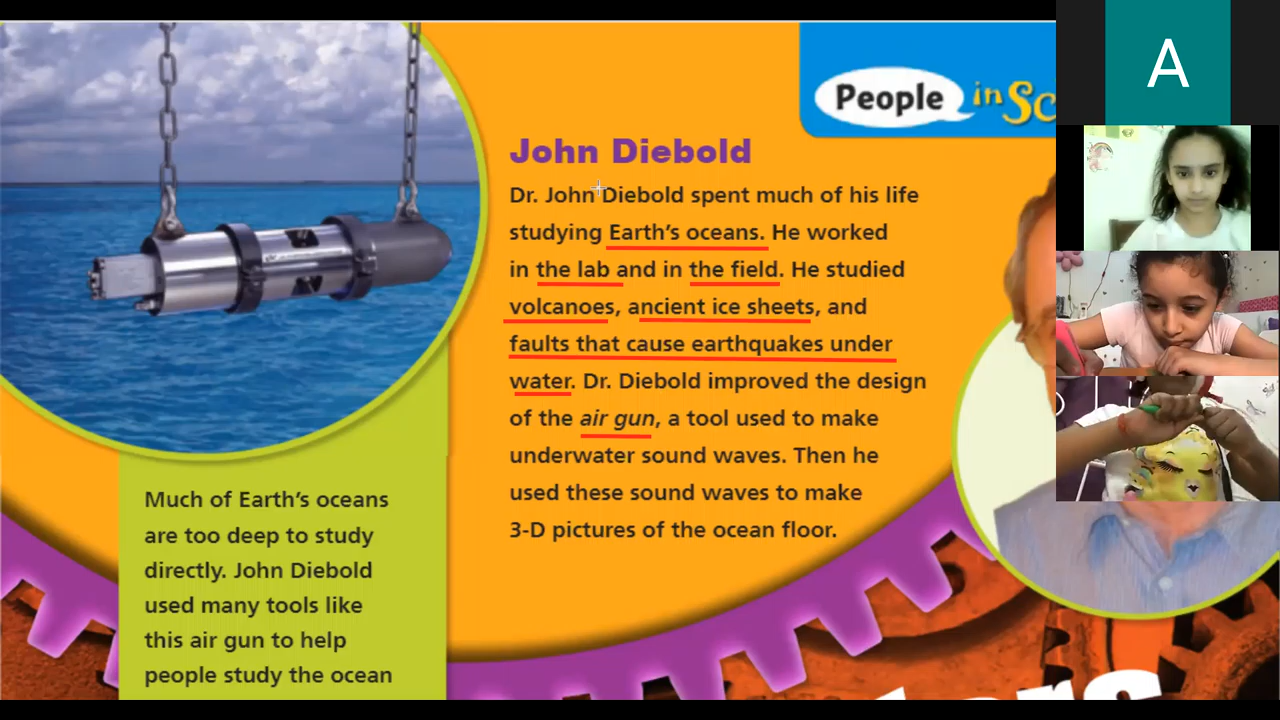 People in Sc
John Diebold
Dr. John Diebold spent much of his life
studying Earth's oceans. He worked
in the lab and in the field. He studied
volcanoes, ancient ice sheets, and
faults that cause earthquakes under
water. Dr. Diebold improved the design
of the air gun, a tool used to make
underwater sound waves. Then he
used these sound waves to make
3-D pictures of the ocean floor.
Much of Earth's oceans
are too deep to study
directly. John Diebold
used many tools like
this air gun to help
people study the ocean
A